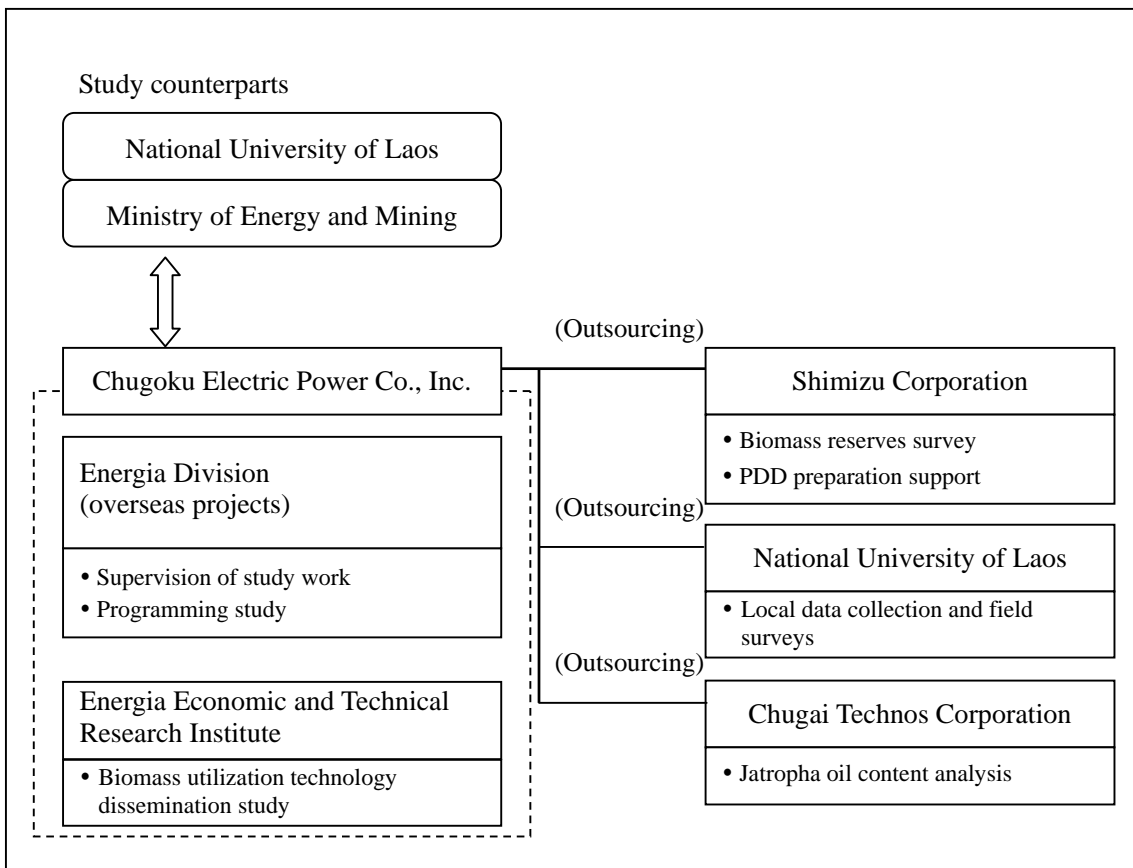 Study counterparts
National University of Laos
Ministry of Energy and Mining
Chugoku Electric Power Co., Inc.
Energia Division
(overseas projects)
• Supervision of study work
• Programming study
Energia Economic and Technical
Research Institute
• Biomass utilization technology
dissemination study
(Outsourcing)
Shimizu Corporation
• Biomass reserves survey
• PDD preparation support
(Outsourcing)
National University of Laos
• Local data collection and field
surveys
(Outsourcing)
Chugai Technos Corporation
• Jatropha oil content analysis